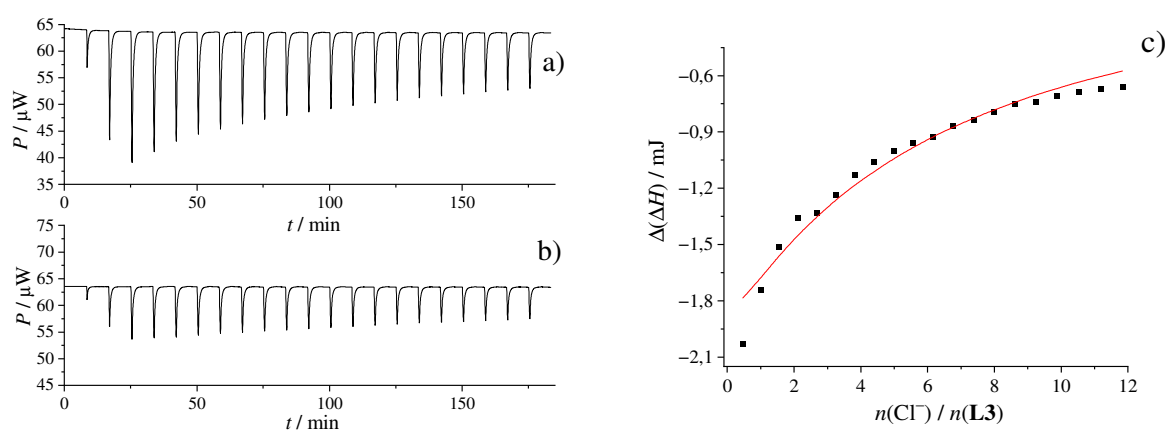 a)
P / µW
65
60
55
50
45
40
35
0 50 100 150
t / min
b)
P / µW
75
70
65
60
55
50
45
0 50 100 150
t / min
c)
Δ(ΔH) / mJ
−0,6
−0,9
−1,2
−1,5
−1,8
−2,1
0 2 4 6 8 10 12
n(Cl⁻) / n(L3)